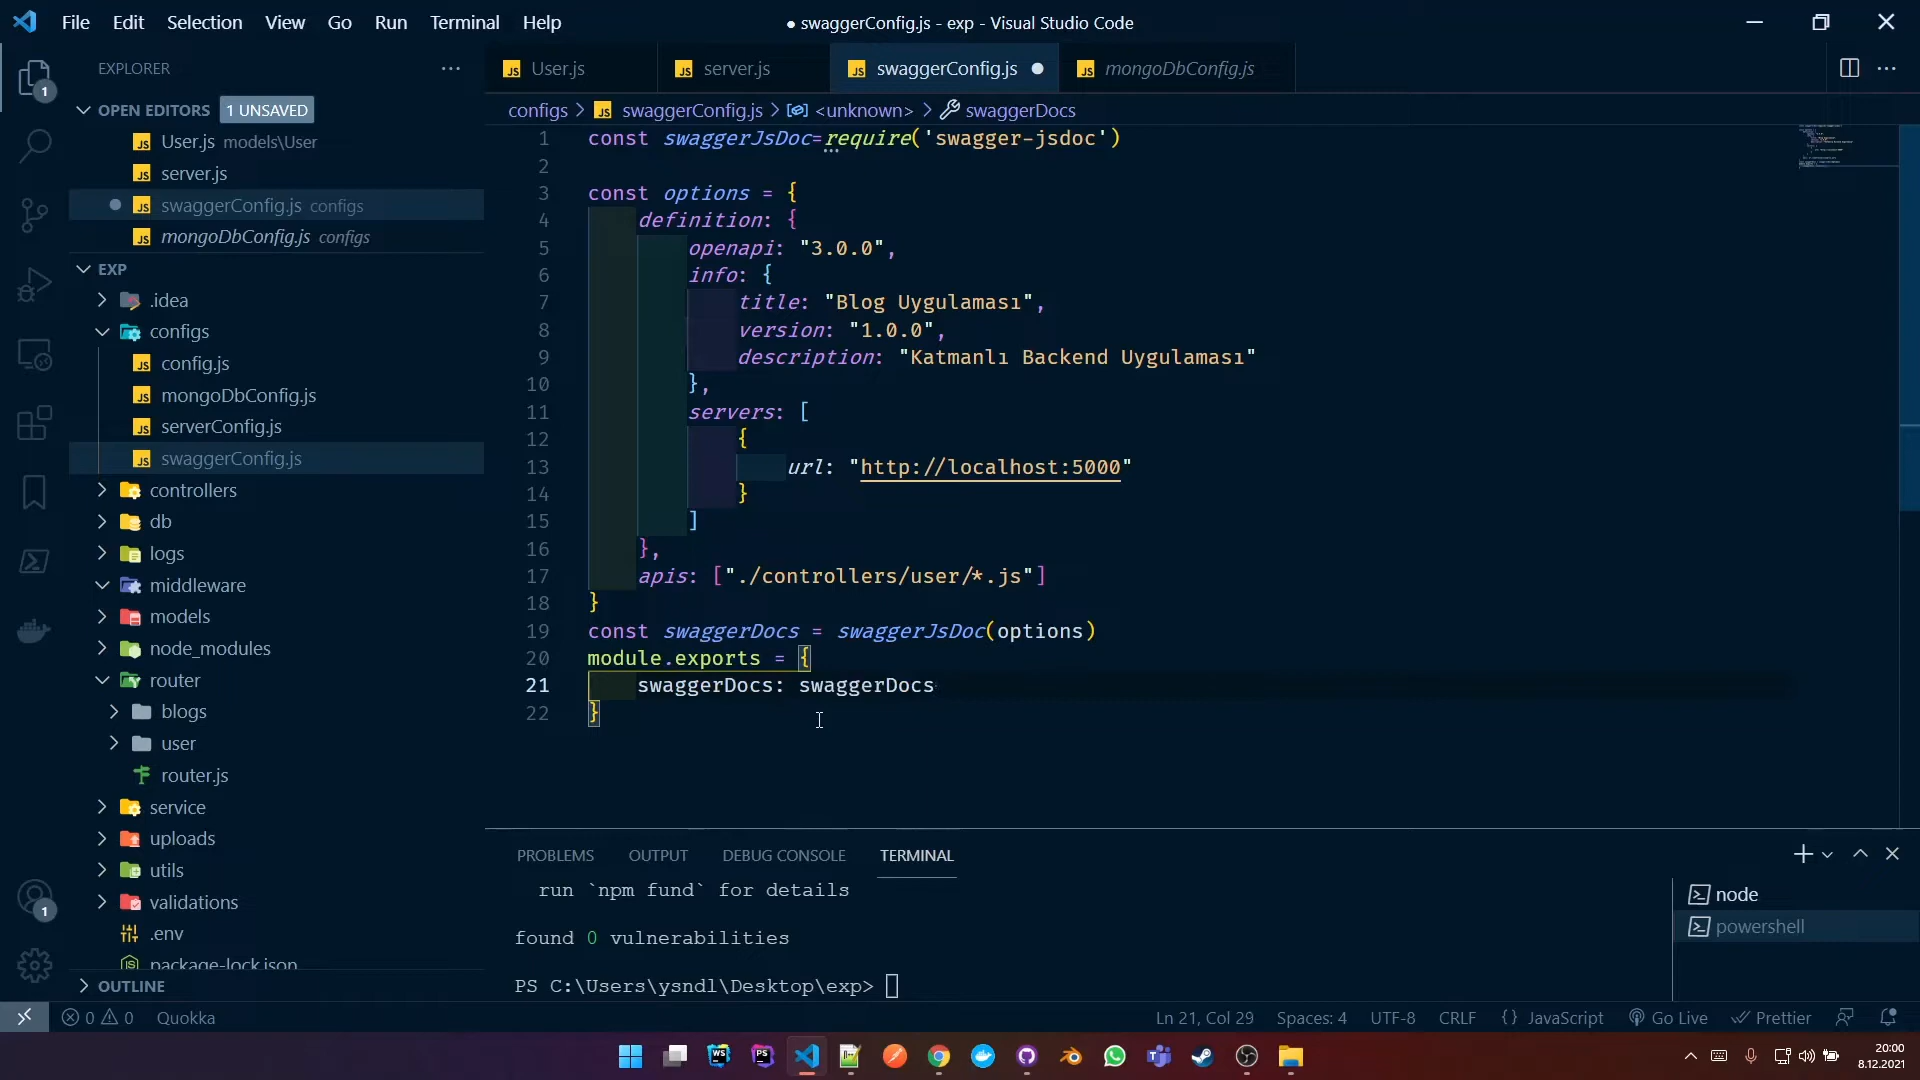 File Edit Selection View Go Run Terminal Help
● swaggerConfig.js - exp - Visual Studio Code
EXPLORER
OPEN EDITORS 1 UNSAVED
User.js models\User
server.js
swaggerConfig.js configs
mongoDbConfig.js configs
EXP
.idea
configs
config.js
mongoDbConfig.js
serverConfig.js
swaggerConfig.js
controllers
db
logs
middleware
models
node_modules
router
blogs
user
router.js
service
uploads
utils
validations
.env
package-lock.json
OUTLINE
User.js server.js swaggerConfig.js mongoDbConfig.js
configs > swaggerConfig.js > <unknown> > swaggerDocs
1 const swaggerJsDoc=require('swagger-jsdoc')
2
3 const options = {
4 definition: {
5 openapi: "3.0.0",
6 info: {
7 title: "Blog Uygulaması",
8 version: "1.0.0",
9 description: "Katmanlı Backend Uygulaması"
10 },
11 servers: [
12 {
13 url: "http://localhost:5000"
14 }
15 ]
16 },
17 apis: ["./controllers/user/*.js"]
18 }
19 const swaggerDocs = swaggerJsDoc(options)
20 module.exports = {
21 swaggerDocs: swaggerDocs
22 }
PROBLEMS OUTPUT DEBUG CONSOLE TERMINAL
run `npm fund` for details
found 0 vulnerabilities
PS C:\Users\ysndl\Desktop\exp>
node
powershell
0 0 Quokka
Ln 21, Col 29 Spaces: 4 UTF-8 CRLF {} JavaScript Go Live Prettier
20:00
8.12.2021